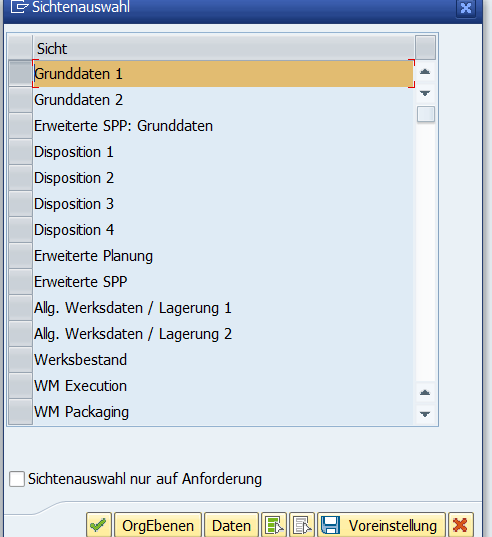 Sichtenauswahl
Sicht
Grunddaten 1
Grunddaten 2
Erweiterte SPP: Grunddaten
Disposition 1
Disposition 2
Disposition 3
Disposition 4
Erweiterte Planung
Erweiterte SPP
Allg. Werksdaten / Lagerung 1
Allg. Werksdaten / Lagerung 2
Werksbestand
WM Execution
WM Packaging
Sichtenauswahl nur auf Anforderung
OrgEbenen Daten Voreinstellung